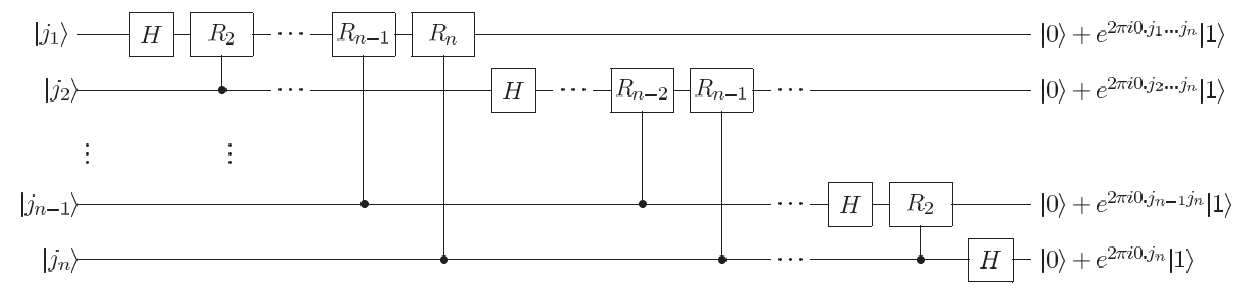 |j₁⟩ H R₂ ··· Rₙ₋₁ Rₙ |0⟩ + e^{2πi0.j₁...jₙ}|1⟩
|j₂⟩ ··· H ··· Rₙ₋₂ Rₙ₋₁ ··· |0⟩ + e^{2πi0.j₂...jₙ}|1⟩
⋮ ⋮
|jₙ₋₁⟩ ··· H R₂ |0⟩ + e^{2πi0.jₙ₋₁jₙ}|1⟩
|jₙ⟩ ··· H |0⟩ + e^{2πi0.jₙ}|1⟩